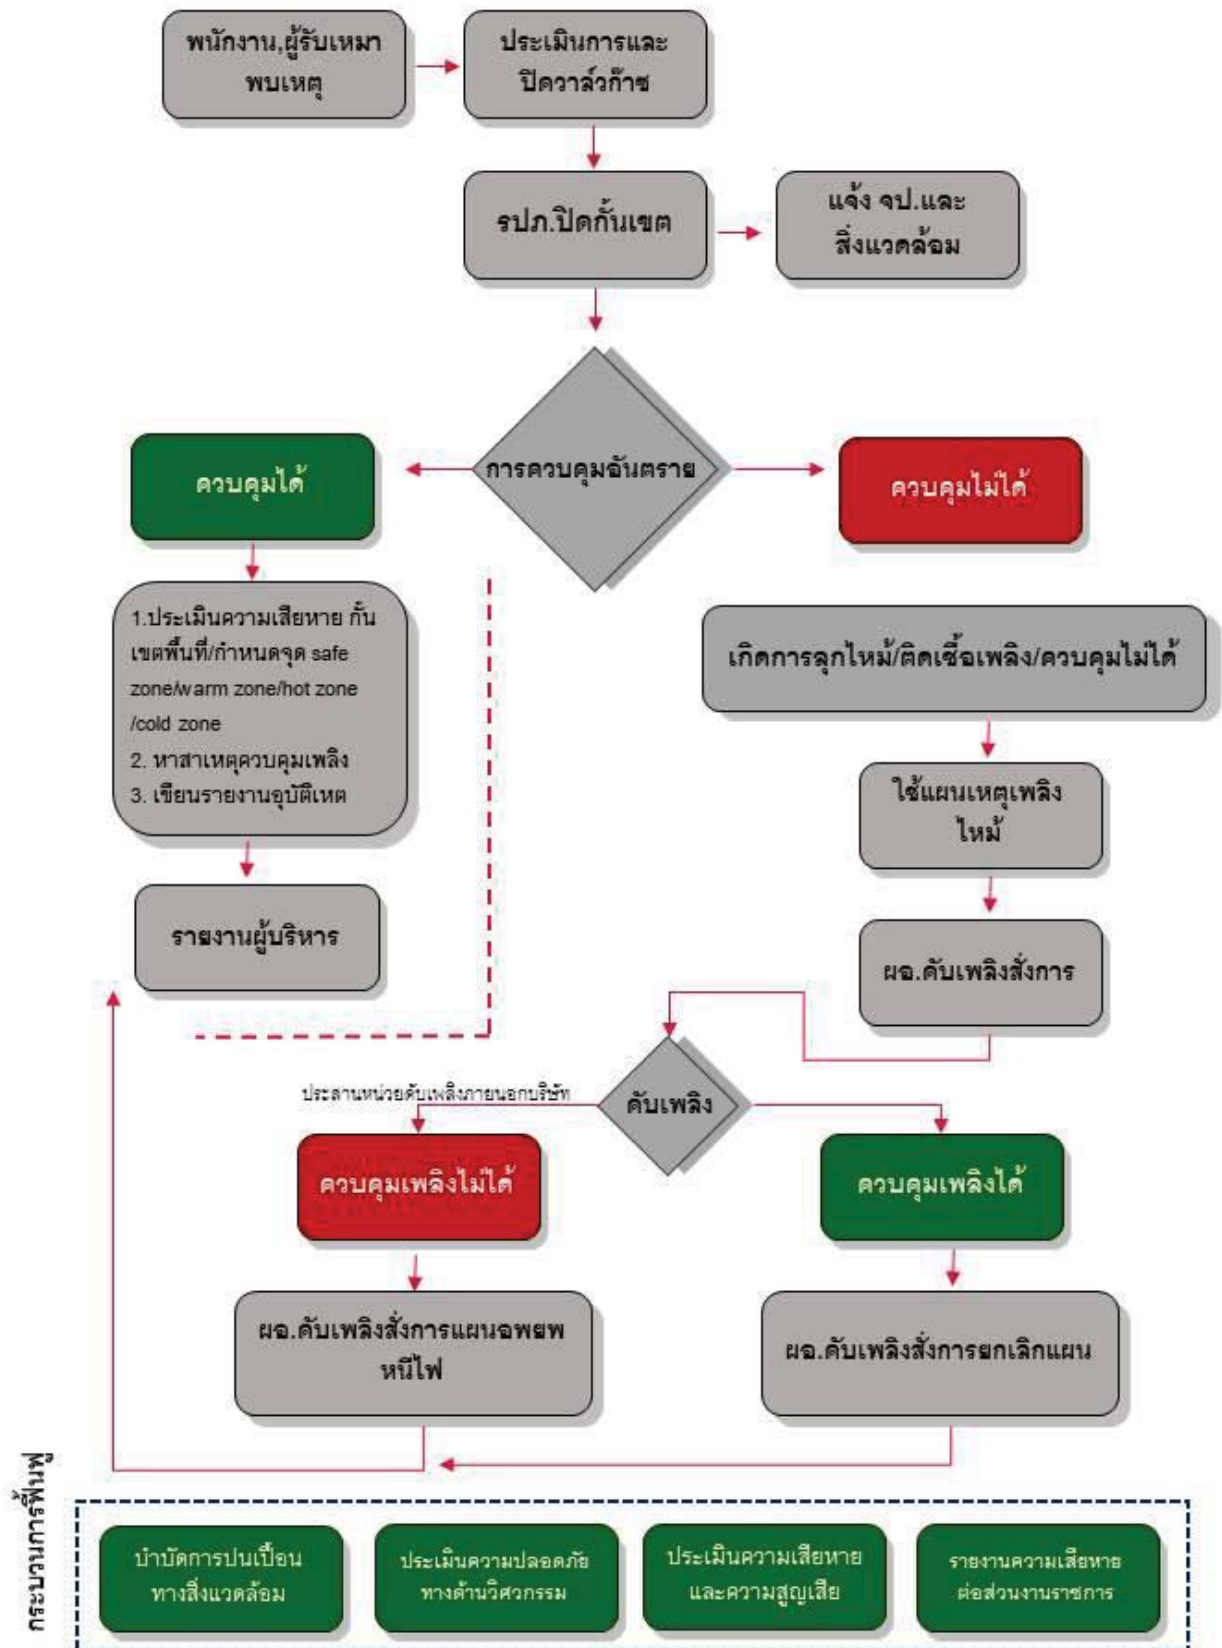 พนักงาน,ผู้รับเหมา
พบเหตุ
ประเมินการและ
ปิดวาล์วก๊าซ
รปภ.ปิดกั้นเขต
แจ้ง จป.และ
สิ่งแวดล้อม
การควบคุมอันตราย
ควบคุมได้
ควบคุมไม่ได้
1.ประเมินความเสียหาย กั้น
เขตพื้นที่/กำหนดจุด safe
zone/warm zone/hot zone
/cold zone
2. หาสาเหตุควบคุมเพลิง
3. เขียนรายงานอุบัติเหต
รายงานผู้บริหาร
เกิดการลุกไหม้/ติดเชื้อเพลิง/ควบคุมไม่ได้
ใช้แผนเหตุเพลิง
ไหม้
ผอ.ดับเพลิงสั่งการ
ประสานหน่วยดับเพลิงภายนอกบริษัท
ดับเพลิง
ควบคุมเพลิงไม่ได้
ควบคุมเพลิงได้
ผอ.ดับเพลิงสั่งการแผนอพยพ
หนีไฟ
ผอ.ดับเพลิงสั่งการยกเลิกแผน
กระบวนการฟื้นฟู
บำบัดการปนเปื้อน
ทางสิ่งแวดล้อม
ประเมินความปลอดภัย
ทางด้านวิศวกรรม
ประเมินความเสียหาย
และความสูญเสีย
รายงานความเสียหาย
ต่อส่วนงานราชการ